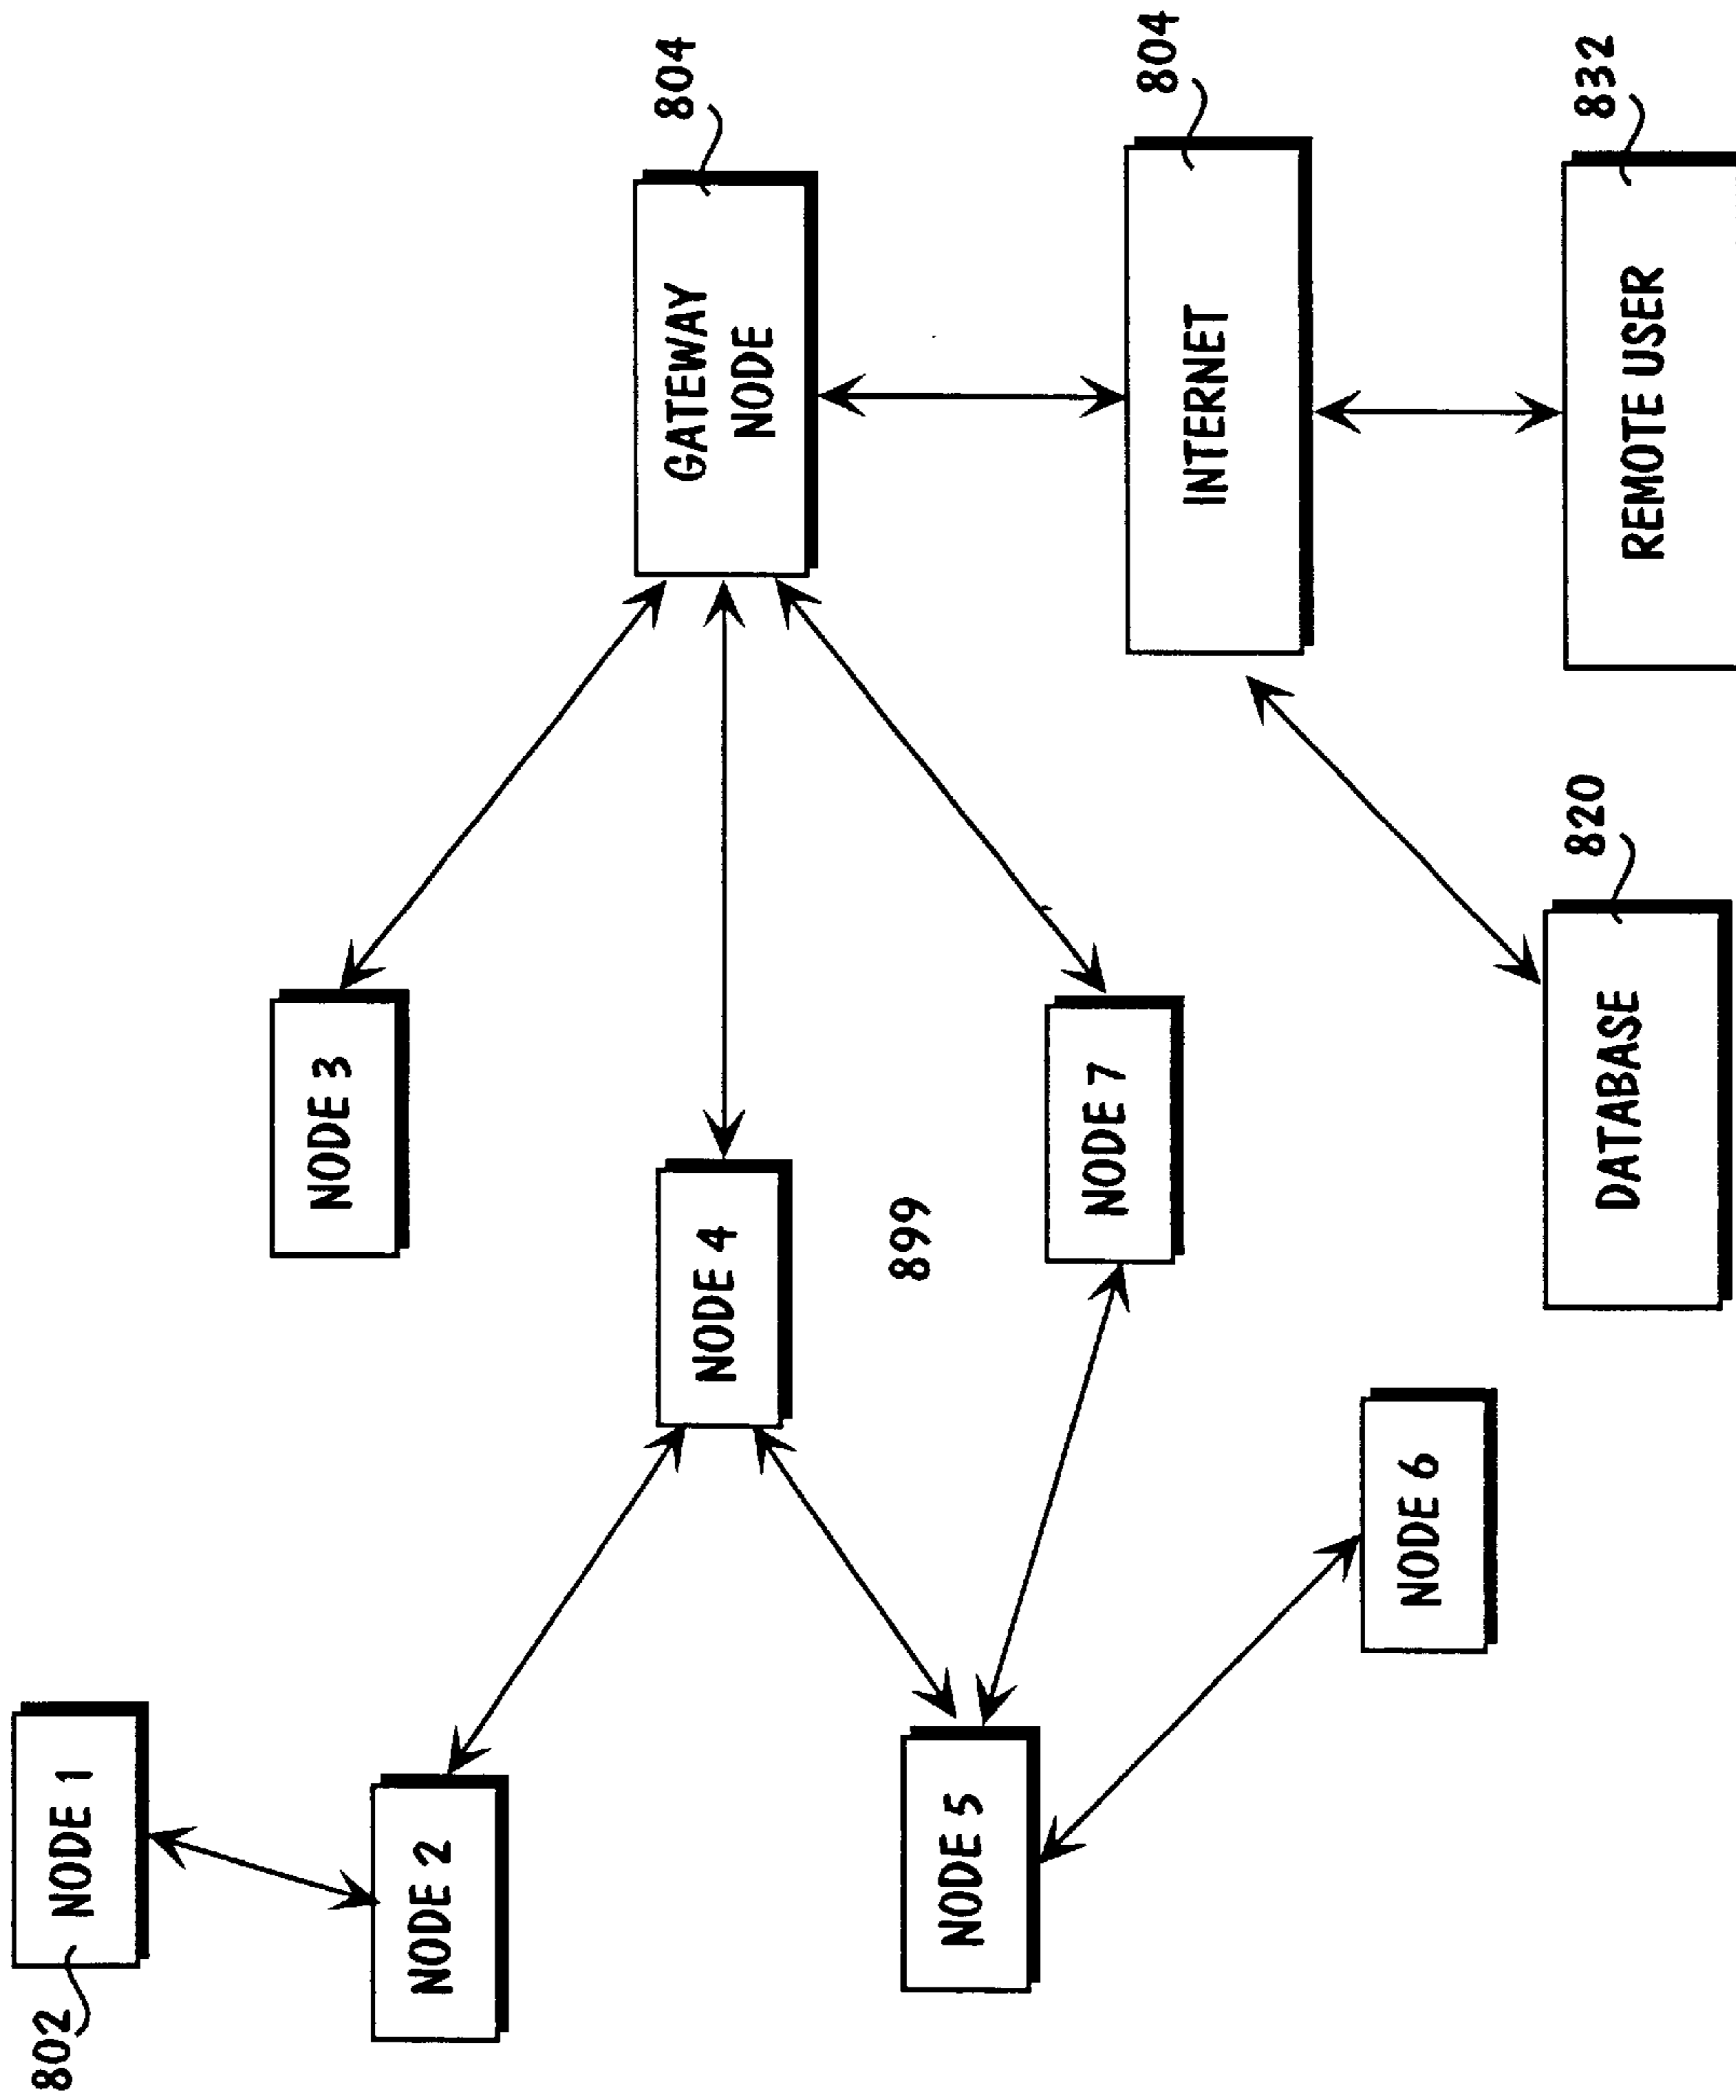 802
NODE 1
NODE 2
NODE 3
NODE 4
GATEWAY
NODE
804
NODE 5
899
NODE 7
INTERNET
804
NODE 6
DATABASE
820
REMOTE USER
832